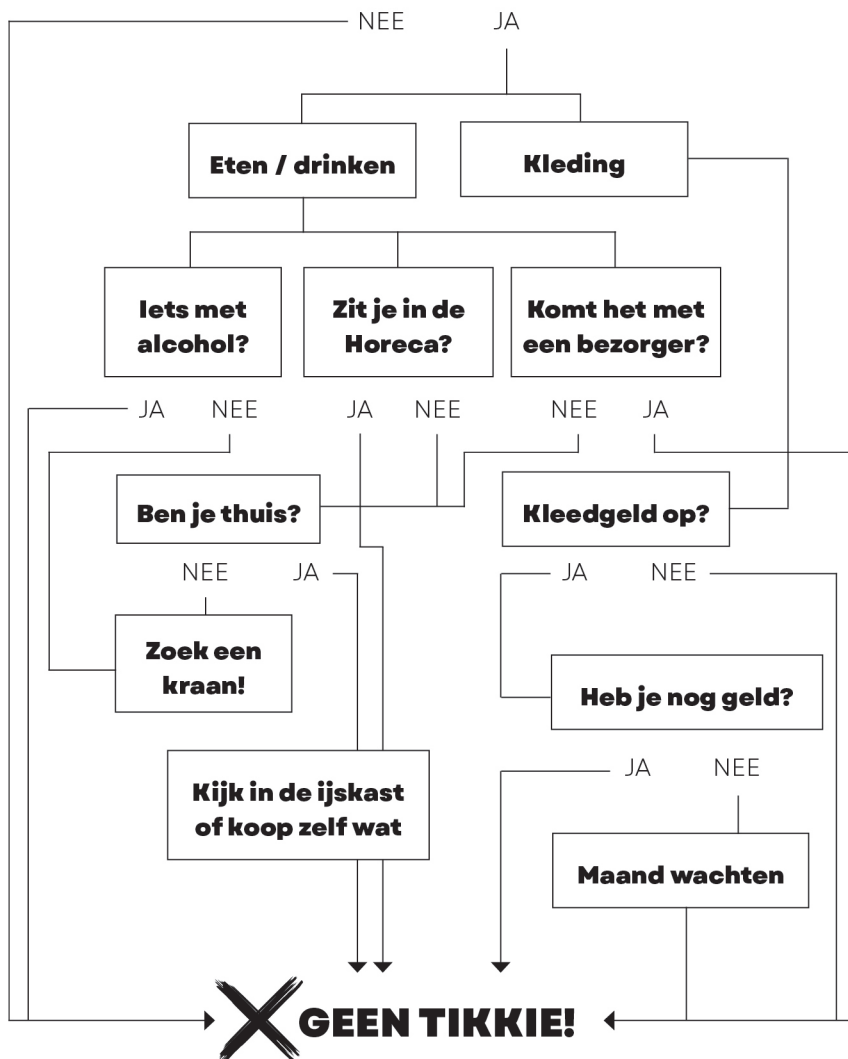 NEE JA
Eten / drinken
Kleding
Iets met
alcohol?
Zit je in de
Horeca?
Komt het met
een bezorger?
JA NEE JA NEE NEE JA
Ben je thuis?
Kleedgeld op?
NEE JA JA NEE
Zoek een
kraan!
Heb je nog geld?
Kijk in de ijskast
of koop zelf wat
JA NEE
Maand wachten
GEEN TIKKIE!